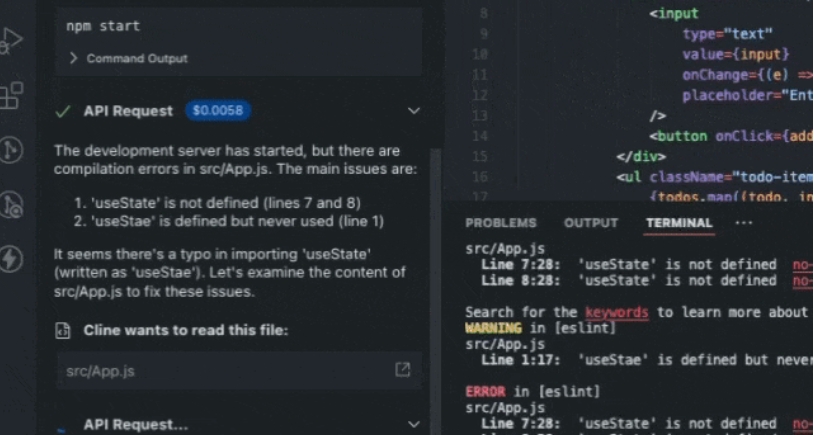 npm start
Command Output
API Request $0.0058
The development server has started, but there are
compilation errors in src/App.js. The main issues are:
1. 'useState' is not defined (lines 7 and 8)
2. 'useStae' is defined but never used (line 1)
It seems there's a typo in importing 'useState'
(written as 'useStae'). Let's examine the content of
src/App.js to fix these issues.
Cline wants to read this file:
src/App.js
API Request...
8 <input
9 type="text"
10 value={input}
11 onChange={(e) =>
12 placeholder="Ent
13 />
14 <button onClick={add
15 </div>
16 <ul className="todo-item
17 {todos.map((todo, in
PROBLEMS OUTPUT TERMINAL ...
src/App.js
Line 7:28: 'useState' is not defined no-
Line 8:28: 'useState' is not defined no-
Search for the keywords to learn more about
WARNING in [eslint]
src/App.js
Line 1:17: 'useStae' is defined but never
ERROR in [eslint]
src/App.js
Line 7:28: 'useState' is not defined no-